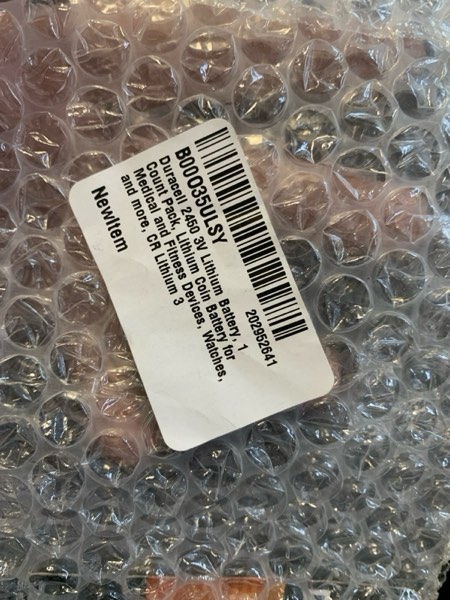 202952641
B00035ULSY
Duracell 2450 3V Lithium Battery, 1
Count Pack, Lithium Coin Battery for
Medical and Fitness Devices, Watches,
and more, CR Lithium 3
NewItem